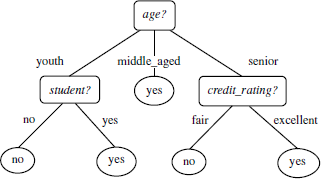 age?
youth middle_aged senior
student? yes credit_rating?
no yes fair excellent
no yes no yes